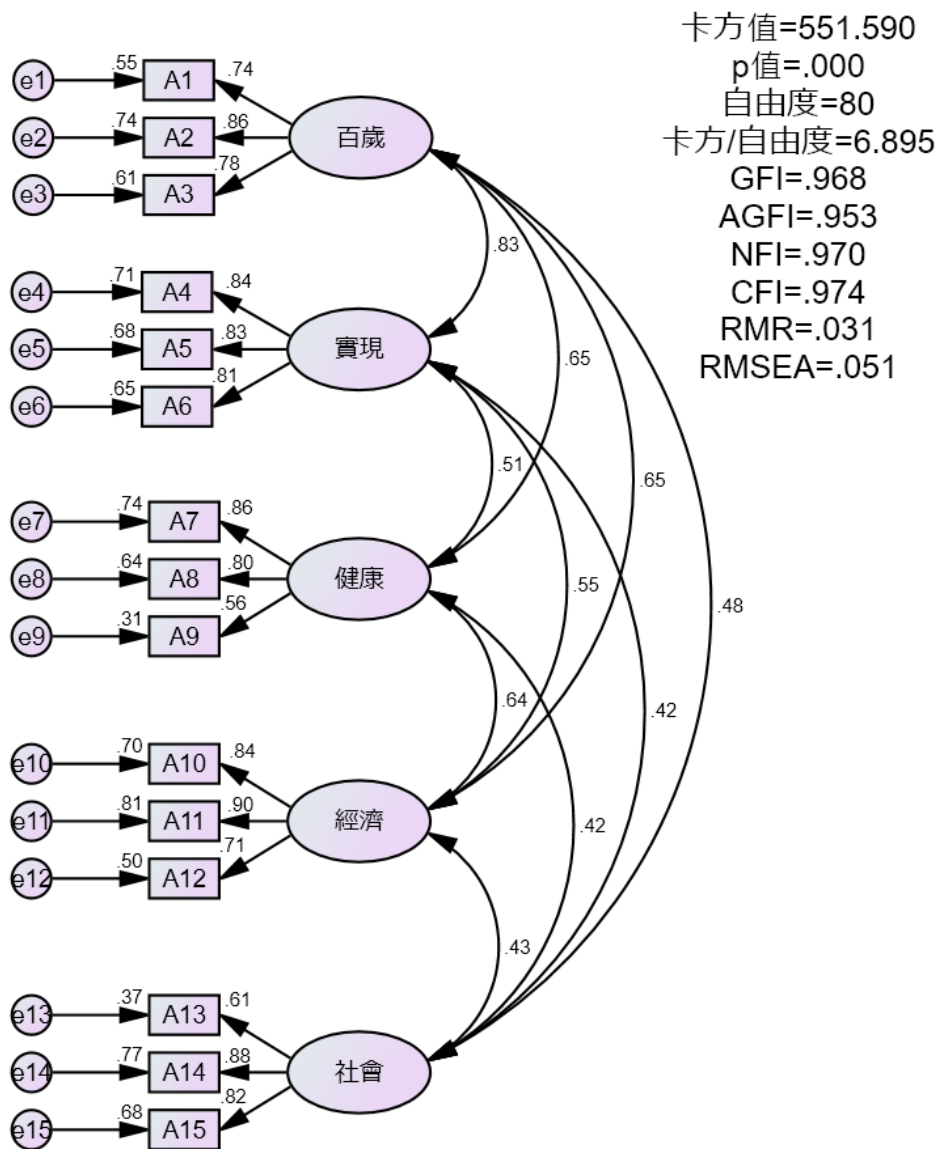 卡方值=551.590
p值=.000
自由度=80
卡方/自由度=6.895
GFI=.968
AGFI=.953
NFI=.970
CFI=.974
RMR=.031
RMSEA=.051
e1 .55 A1 .74
e2 .74 A2 .86 百歲
e3 .61 A3 .78
.83
e4 .71 A4 .84
e5 .68 A5 .83 實現
e6 .65 A6 .81
.65
.51
.65
e7 .74 A7 .86
e8 .64 A8 .80 健康
.55
e9 .31 A9 .56
.48
.64
.42
e10 .70 A10 .84
e11 .81 A11 .90 經濟
.42
e12 .50 A12 .71
.43
e13 .37 A13 .61
e14 .77 A14 .88 社會
e15 .68 A15 .82